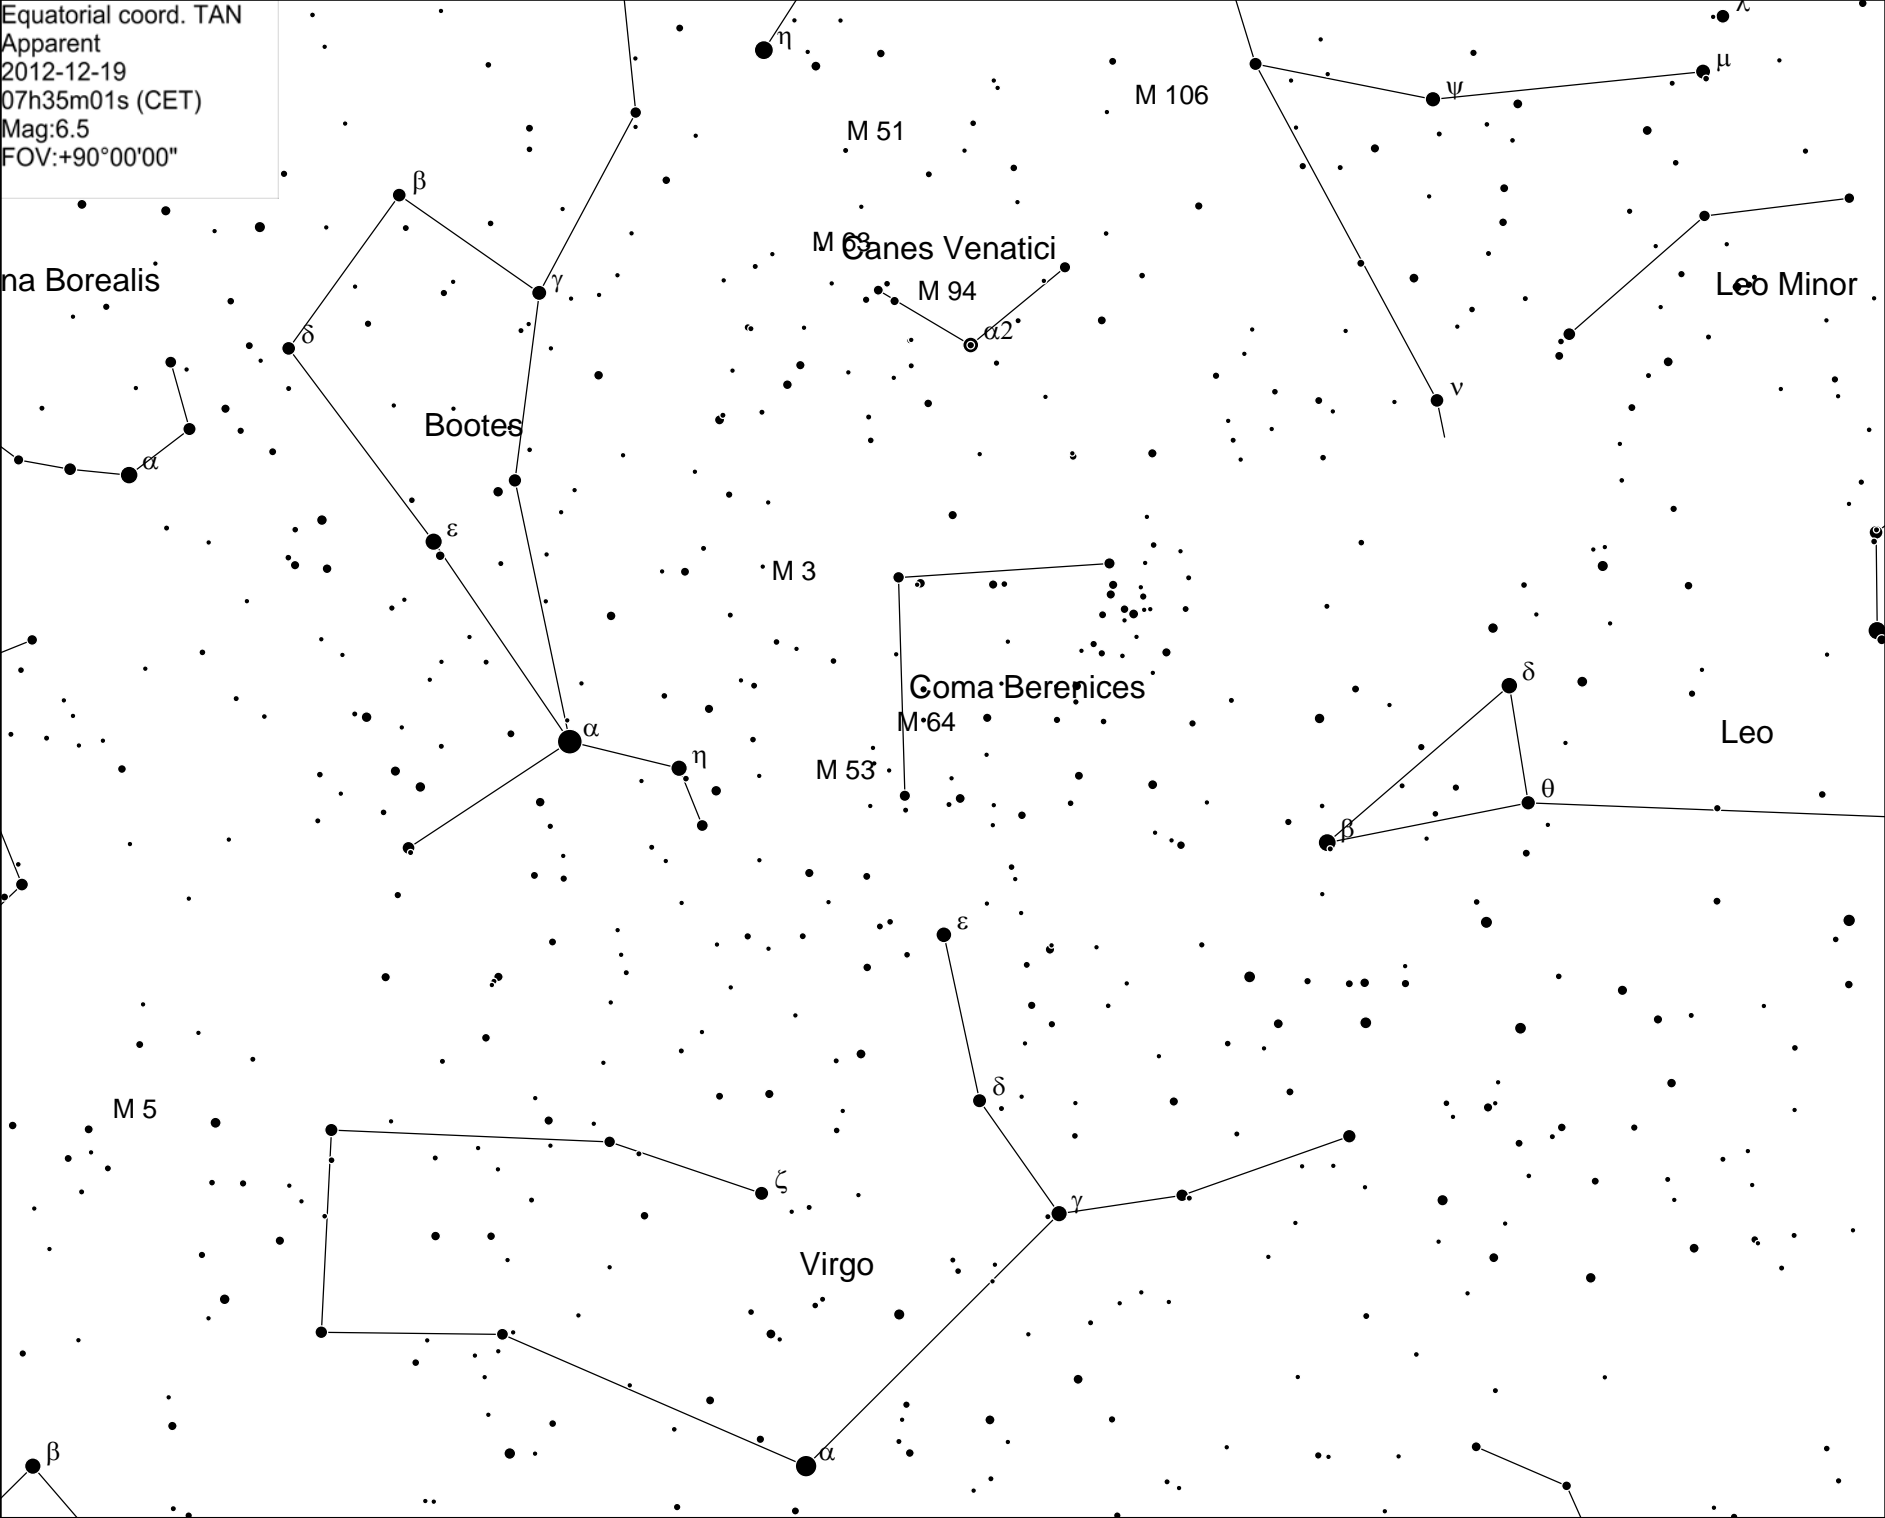 Equatorial coord. TAN
Apparent
2012-12-19
07h35m01s (CET)
Mag:6.5
FOV:+90°00'00"
λ
η
μ
ψ
M 106
M 51
β
M 63
Canes Venatici
na Borealis
γ
M 94
Leo Minor
δ
α2
ν
Bootes
α
ε
M 3
δ
Coma Berenices
M 64
α
Leo
η
M 53
θ
β
ε
δ
M 5
ζ
γ
Virgo
β
α